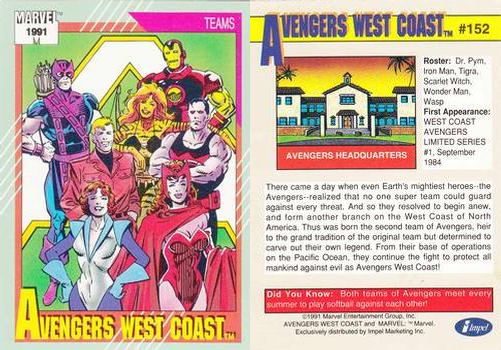 MARVEL
1991
M
TEAMS
AVENGERS WEST COAST™
AVENGERS WEST COAST™ #152
AVENGERS HEADQUARTERS
Roster: Dr. Pym,
Iron Man, Tigra,
Scarlet Witch,
Wonder Man,
Wasp
First Appearance:
WEST COAST
AVENGERS
LIMITED SERIES
#1, September
1984
There came a day when even Earth's mightiest heroes--the
Avengers--realized that no one super team could guard
against every threat. And so they resolved to begin anew,
and form another branch on the West Coast of North
America. Thus was born the second team of Avengers, heir
to the grand tradition of the original team but determined to
carve out their own legend. From their base of operations
on the Pacific Ocean, they continue the fight to protect all
mankind against evil as Avengers West Coast!
Did You Know: Both teams of Avengers meet every
summer to play softball against each other!
©1991 Marvel Entertainment Group, Inc.
AVENGERS WEST COAST and MARVEL: ™ Marvel.
Exclusively distributed by Impel Marketing Inc.
Impel